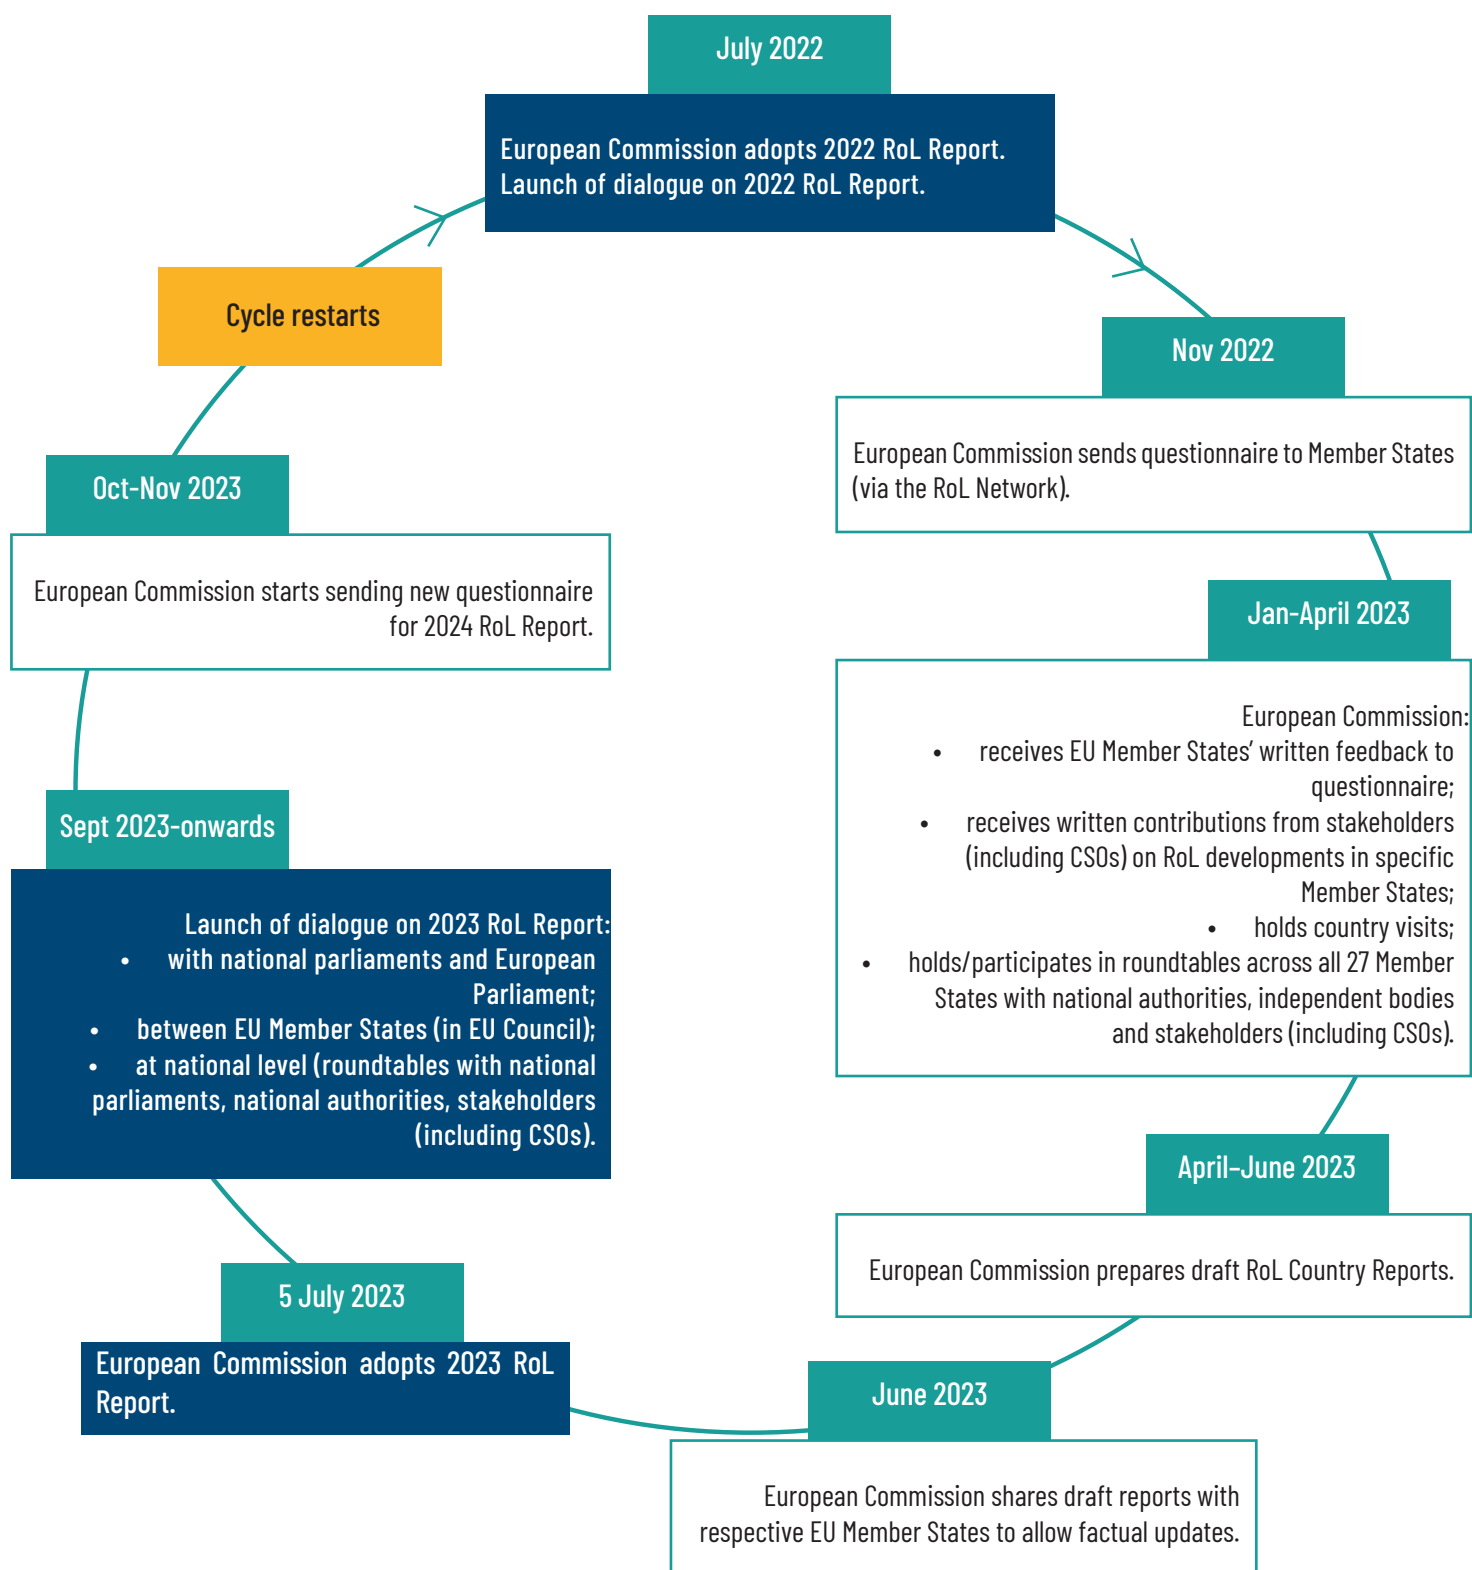 July 2022
European Commission adopts 2022 RoL Report.
Launch of dialogue on 2022 RoL Report.
Nov 2022
European Commission sends questionnaire to Member States
(via the RoL Network).
Jan-April 2023
European Commission:
• receives EU Member States’ written feedback to
questionnaire;
• receives written contributions from stakeholders
(including CSOs) on RoL developments in specific
Member States;
• holds country visits;
• holds/participates in roundtables across all 27 Member
States with national authorities, independent bodies
and stakeholders (including CSOs).
April–June 2023
European Commission prepares draft RoL Country Reports.
June 2023
European Commission shares draft reports with
respective EU Member States to allow factual updates.
5 July 2023
European Commission adopts 2023 RoL
Report.
Sept 2023-onwards
Launch of dialogue on 2023 RoL Report:
• with national parliaments and European
Parliament;
• between EU Member States (in EU Council);
• at national level (roundtables with national
parliaments, national authorities, stakeholders
(including CSOs).
Oct-Nov 2023
European Commission starts sending new questionnaire
for 2024 RoL Report.
Cycle restarts